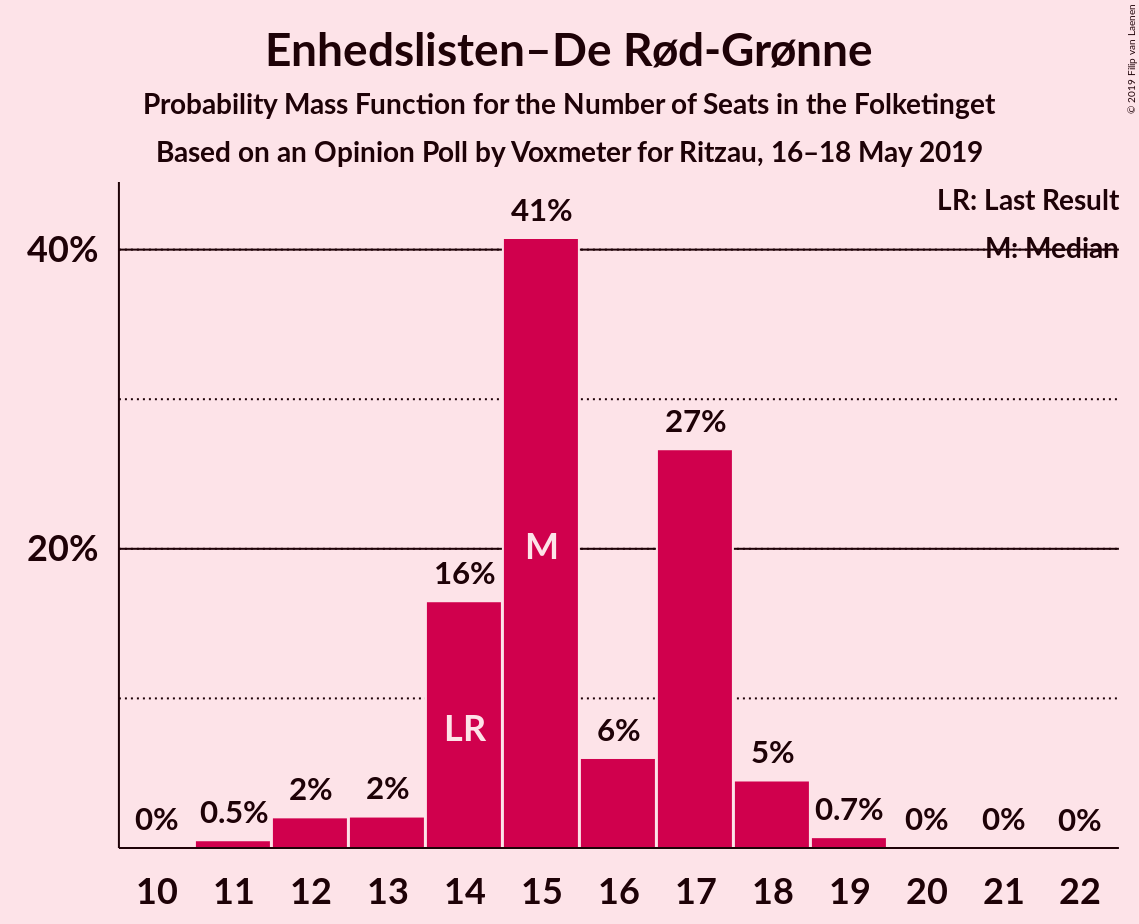 Enhedslisten–De Rød-Grønne
Probability Mass Function for the Number of Seats in the Folketinget
Based on an Opinion Poll by Voxmeter for Ritzau, 16–18 May 2019
© 2019 Filip van Laenen
LR: Last Result
M: Median
40%
20%
0%
0.5%
2%
2%
16%
41%
6%
27%
5%
0.7%
0%
0%
0%
LR
M
10 11 12 13 14 15 16 17 18 19 20 21 22